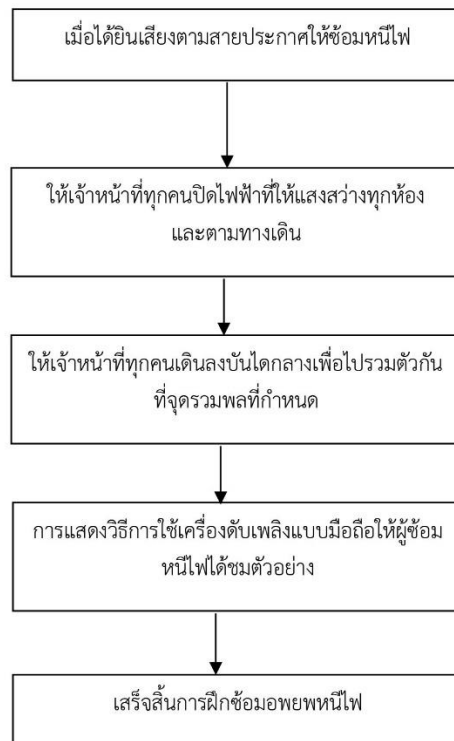 เมื่อได้ยินเสียงตามสายประกาศให้ซ้อมหนีไฟ
ให้เจ้าหน้าที่ทุกคนปิดไฟฟ้าที่ให้แสงสว่างทุกห้อง
และตามทางเดิน
ให้เจ้าหน้าที่ทุกคนเดินลงบันไดกลางเพื่อไปรวมตัวกัน
ที่จุดรวมพลที่กำหนด
การแสดงวิธีการใช้เครื่องดับเพลิงแบบมือถือให้ผู้ซ้อม
หนีไฟได้ชมตัวอย่าง
เสร็จสิ้นการฝึกซ้อมอพยพหนีไฟ